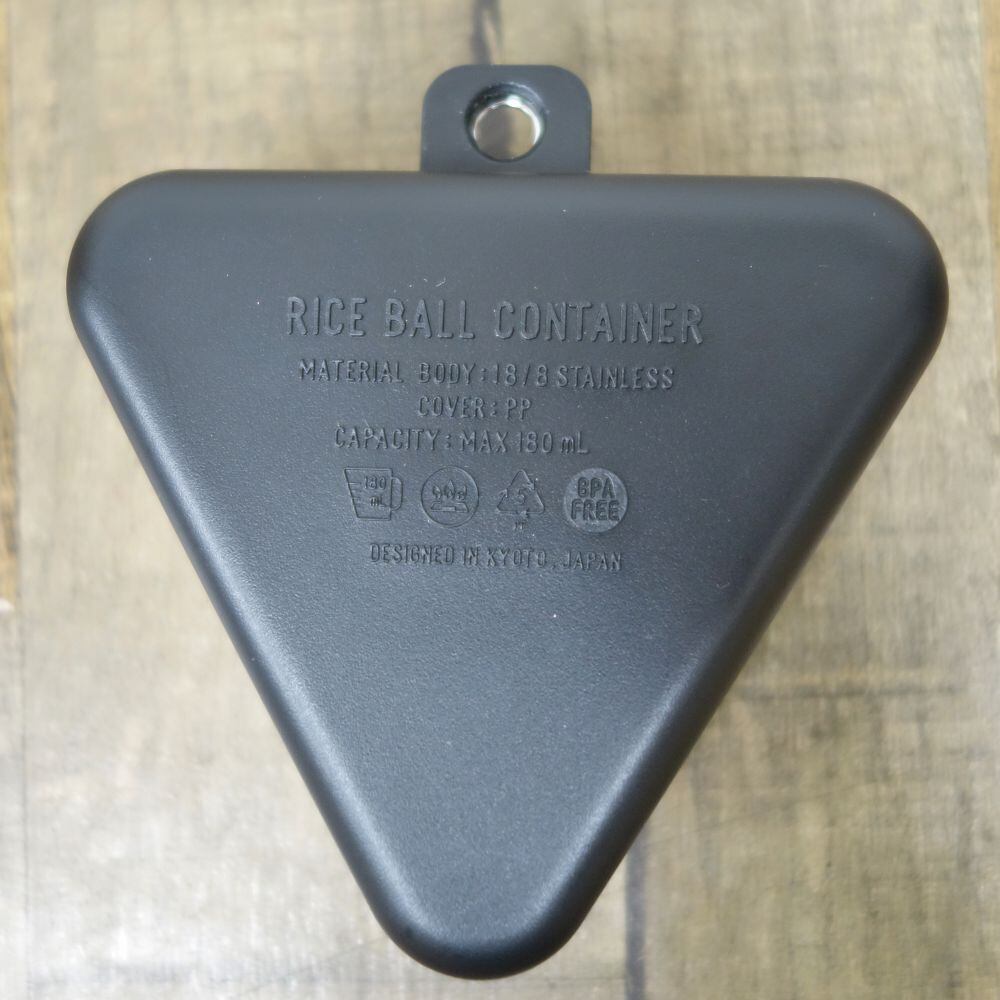 RICE BALL CONTAINER
MATERIAL BODY:18/8 STAINLESS
COVER:PP
CAPACITY:MAX 180 mL
180 mL 5 PP BPA FREE
DESIGNED IN KYOTO, JAPAN